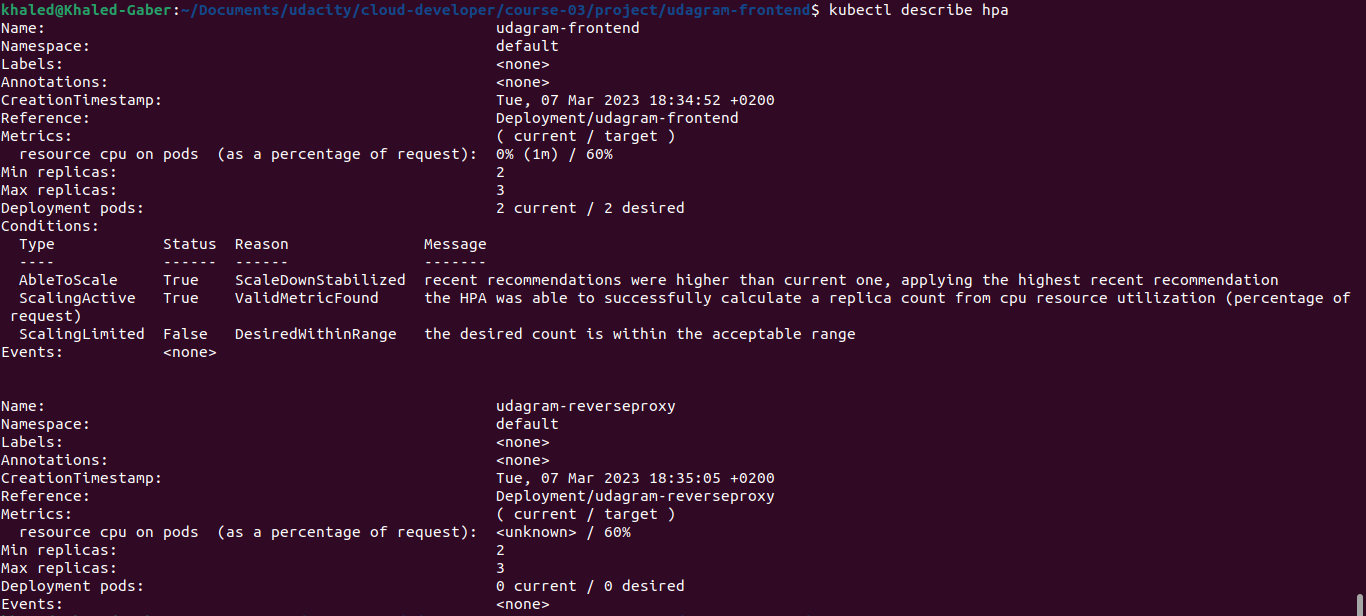 khaled@Khaled-Gaber:~/Documents/udacity/cloud-developer/course-03/project/udagram-frontend$ kubectl describe hpa
Name:                                                  udagram-frontend
Namespace:                                             default
Labels:                                                <none>
Annotations:                                           <none>
CreationTimestamp:                                     Tue, 07 Mar 2023 18:34:52 +0200
Reference:                                             Deployment/udagram-frontend
Metrics:                                               ( current / target )
  resource cpu on pods  (as a percentage of request):  0% (1m) / 60%
Min replicas:                                          2
Max replicas:                                          3
Deployment pods:                                       2 current / 2 desired
Conditions:
  Type            Status  Reason               Message
  ----            ------  ------               -------
  AbleToScale     True    ScaleDownStabilized  recent recommendations were higher than current one, applying the highest recent recommendation
  ScalingActive   True    ValidMetricFound     the HPA was able to successfully calculate a replica count from cpu resource utilization (percentage of
 request)
  ScalingLimited  False   DesiredWithinRange   the desired count is within the acceptable range
Events:           <none>
Name:                                                  udagram-reverseproxy
Namespace:                                             default
Labels:                                                <none>
Annotations:                                           <none>
CreationTimestamp:                                     Tue, 07 Mar 2023 18:35:05 +0200
Reference:                                             Deployment/udagram-reverseproxy
Metrics:                                               ( current / target )
  resource cpu on pods  (as a percentage of request):  <unknown> / 60%
Min replicas:                                          2
Max replicas:                                          3
Deployment pods:                                       0 current / 0 desired
Events:                                                <none>